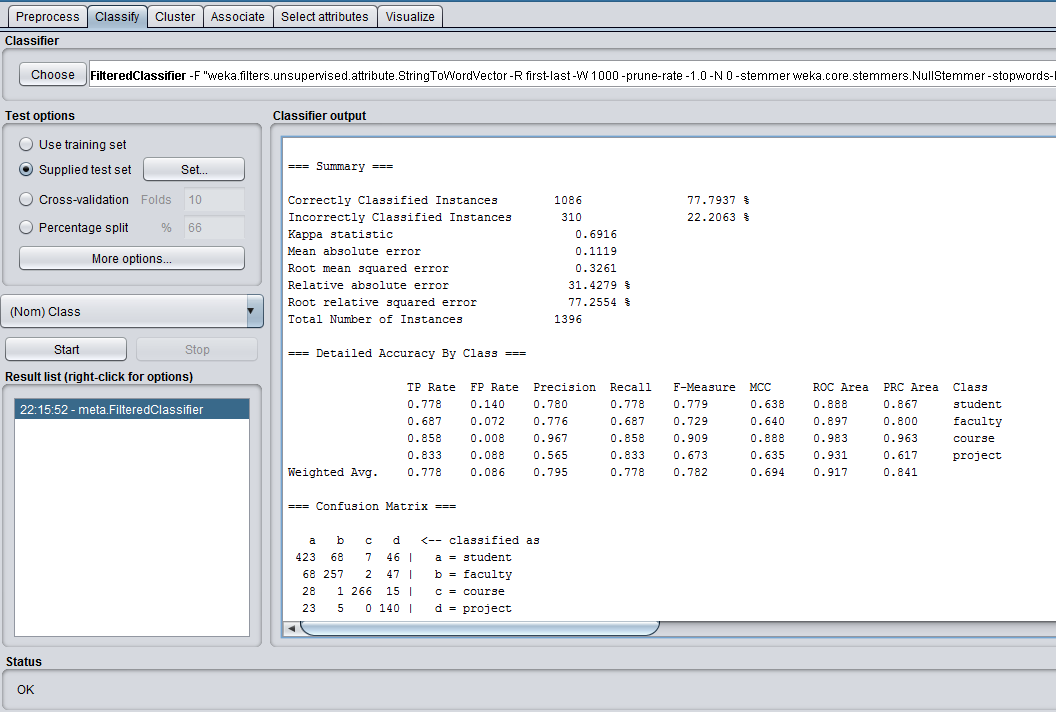 Preprocess Classify Cluster Associate Select attributes Visualize
Classifier
Choose FilteredClassifier -F "weka.filters.unsupervised.attribute.StringToWordVector -R first-last -W 1000 -prune-rate -1.0 -N 0 -stemmer weka.core.stemmers.NullStemmer -stopwords-
Test options
Use training set
Supplied test set Set...
Cross-validation Folds 10
Percentage split % 66
More options...
(Nom) Class
Start Stop
Result list (right-click for options)
22:15:52 - meta.FilteredClassifier
Classifier output
=== Summary ===
Correctly Classified Instances 1086 77.7937 %
Incorrectly Classified Instances 310 22.2063 %
Kappa statistic 0.6916
Mean absolute error 0.1119
Root mean squared error 0.3261
Relative absolute error 31.4279 %
Root relative squared error 77.2554 %
Total Number of Instances 1396
=== Detailed Accuracy By Class ===
TP Rate FP Rate Precision Recall F-Measure MCC ROC Area PRC Area Class
0.778 0.140 0.780 0.778 0.779 0.638 0.888 0.867 student
0.687 0.072 0.776 0.687 0.729 0.640 0.897 0.800 faculty
0.858 0.008 0.967 0.858 0.909 0.888 0.983 0.963 course
0.833 0.088 0.565 0.833 0.673 0.635 0.931 0.617 project
Weighted Avg. 0.778 0.086 0.795 0.778 0.782 0.694 0.917 0.841
=== Confusion Matrix ===
a b c d <-- classified as
423 68 7 46 | a = student
68 257 2 47 | b = faculty
28 1 266 15 | c = course
23 5 0 140 | d = project
Status
OK